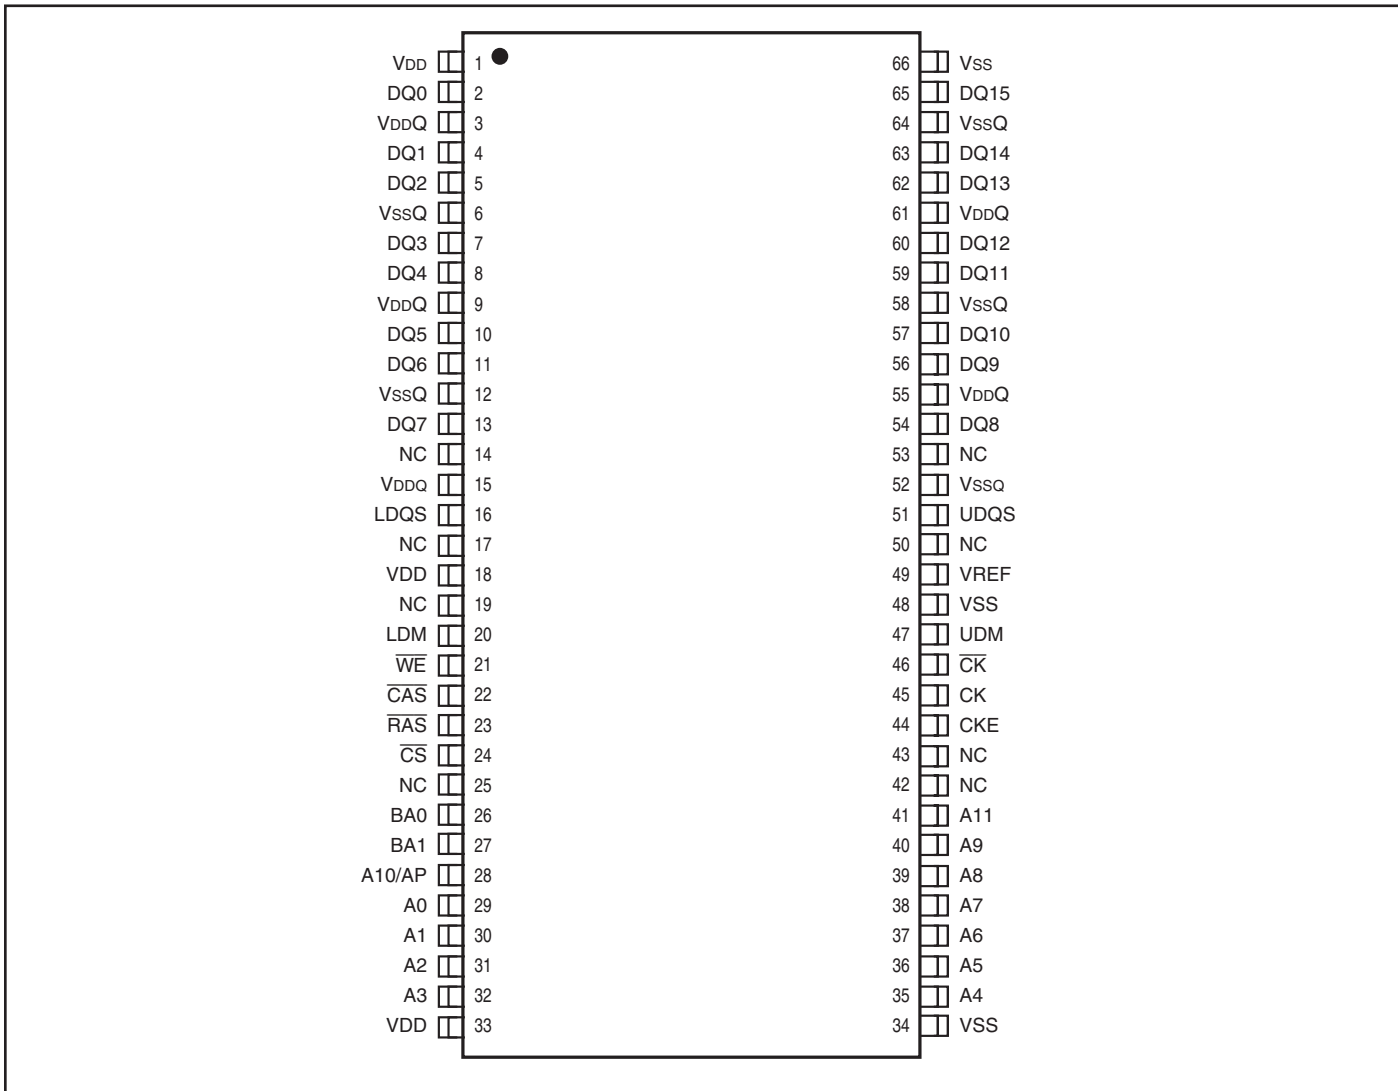 VDD 1 66 VSS
DQ0 2 65 DQ15
VDDQ 3 64 VSSQ
DQ1 4 63 DQ14
DQ2 5 62 DQ13
VSSQ 6 61 VDDQ
DQ3 7 60 DQ12
DQ4 8 59 DQ11
VDDQ 9 58 VSSQ
DQ5 10 57 DQ10
DQ6 11 56 DQ9
VSSQ 12 55 VDDQ
DQ7 13 54 DQ8
NC 14 53 NC
VDDQ 15 52 VSSQ
LDQS 16 51 UDQS
NC 17 50 NC
VDD 18 49 VREF
NC 19 48 VSS
LDM 20 47 UDM
W̅E̅ 21 46 C̅K̅
C̅A̅S̅ 22 45 CK
R̅A̅S̅ 23 44 CKE
C̅S̅ 24 43 NC
NC 25 42 NC
BA0 26 41 A11
BA1 27 40 A9
A10/AP 28 39 A8
A0 29 38 A7
A1 30 37 A6
A2 31 36 A5
A3 32 35 A4
VDD 33 34 VSS